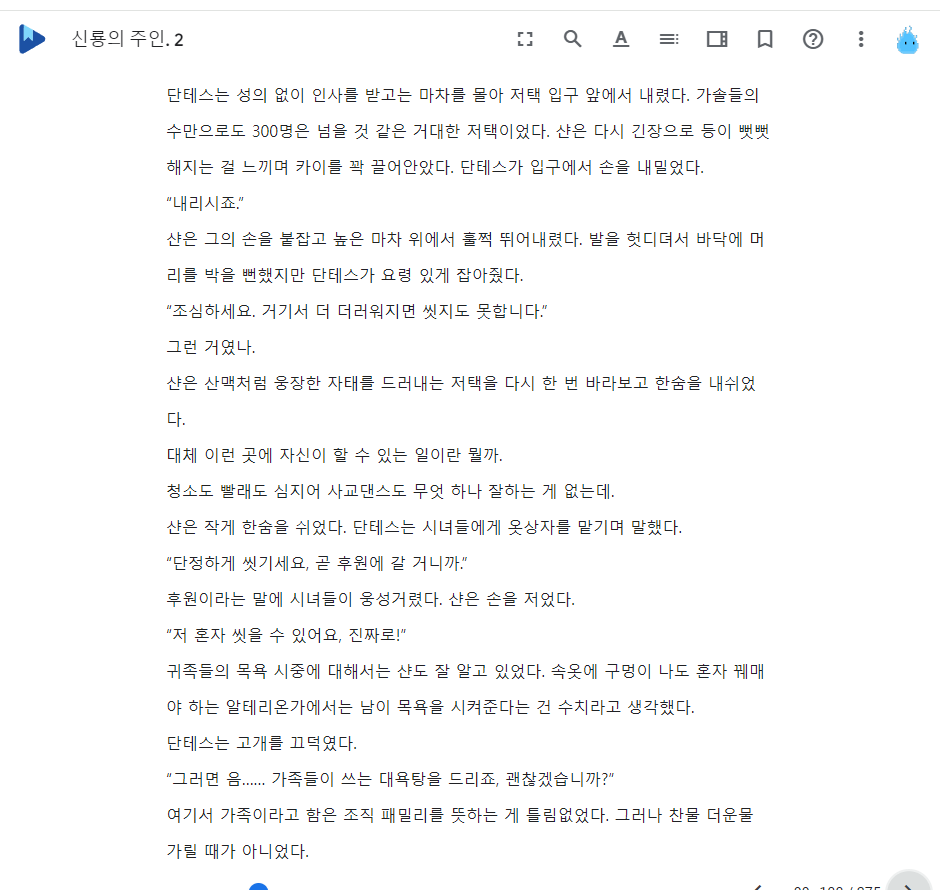 신룡의 주인. 2
단테스는 성의 없이 인사를 받고는 마차를 몰아 저택 입구 앞에서 내렸다. 가솔들의
수만으로도 300명은 넘을 것 같은 거대한 저택이었다. 샨은 다시 긴장으로 등이 뻣뻣
해지는 걸 느끼며 카이를 꽉 끌어안았다. 단테스가 입구에서 손을 내밀었다.
“내리시죠.”
샨은 그의 손을 붙잡고 높은 마차 위에서 훌쩍 뛰어내렸다. 발을 헛디뎌서 바닥에 머
리를 박을 뻔했지만 단테스가 요령 있게 잡아줬다.
“조심하세요. 거기서 더 더러워지면 씻지도 못합니다.”
그런 거였나.
샨은 산맥처럼 웅장한 자태를 드러내는 저택을 다시 한 번 바라보고 한숨을 내쉬었
다.
대체 이런 곳에 자신이 할 수 있는 일이란 뭘까.
청소도 빨래도 심지어 사교댄스도 무엇 하나 잘하는 게 없는데.
샨은 작게 한숨을 쉬었다. 단테스는 시녀들에게 옷상자를 맡기며 말했다.
“단정하게 씻기세요, 곧 후원에 갈 거니까.”
후원이라는 말에 시녀들이 웅성거렸다. 샨은 손을 저었다.
“저 혼자 씻을 수 있어요, 진짜로!”
귀족들의 목욕 시중에 대해서는 샨도 잘 알고 있었다. 속옷에 구멍이 나도 혼자 꿰매
야 하는 알테리온가에서는 남이 목욕을 시켜준다는 건 수치라고 생각했다.
단테스는 고개를 끄덕였다.
“그러면 음…… 가족들이 쓰는 대욕탕을 드리죠, 괜찮겠습니까?”
여기서 가족이라고 함은 조직 패밀리를 뜻하는 게 틀림없었다. 그러나 찬물 더운물
가릴 때가 아니었다.